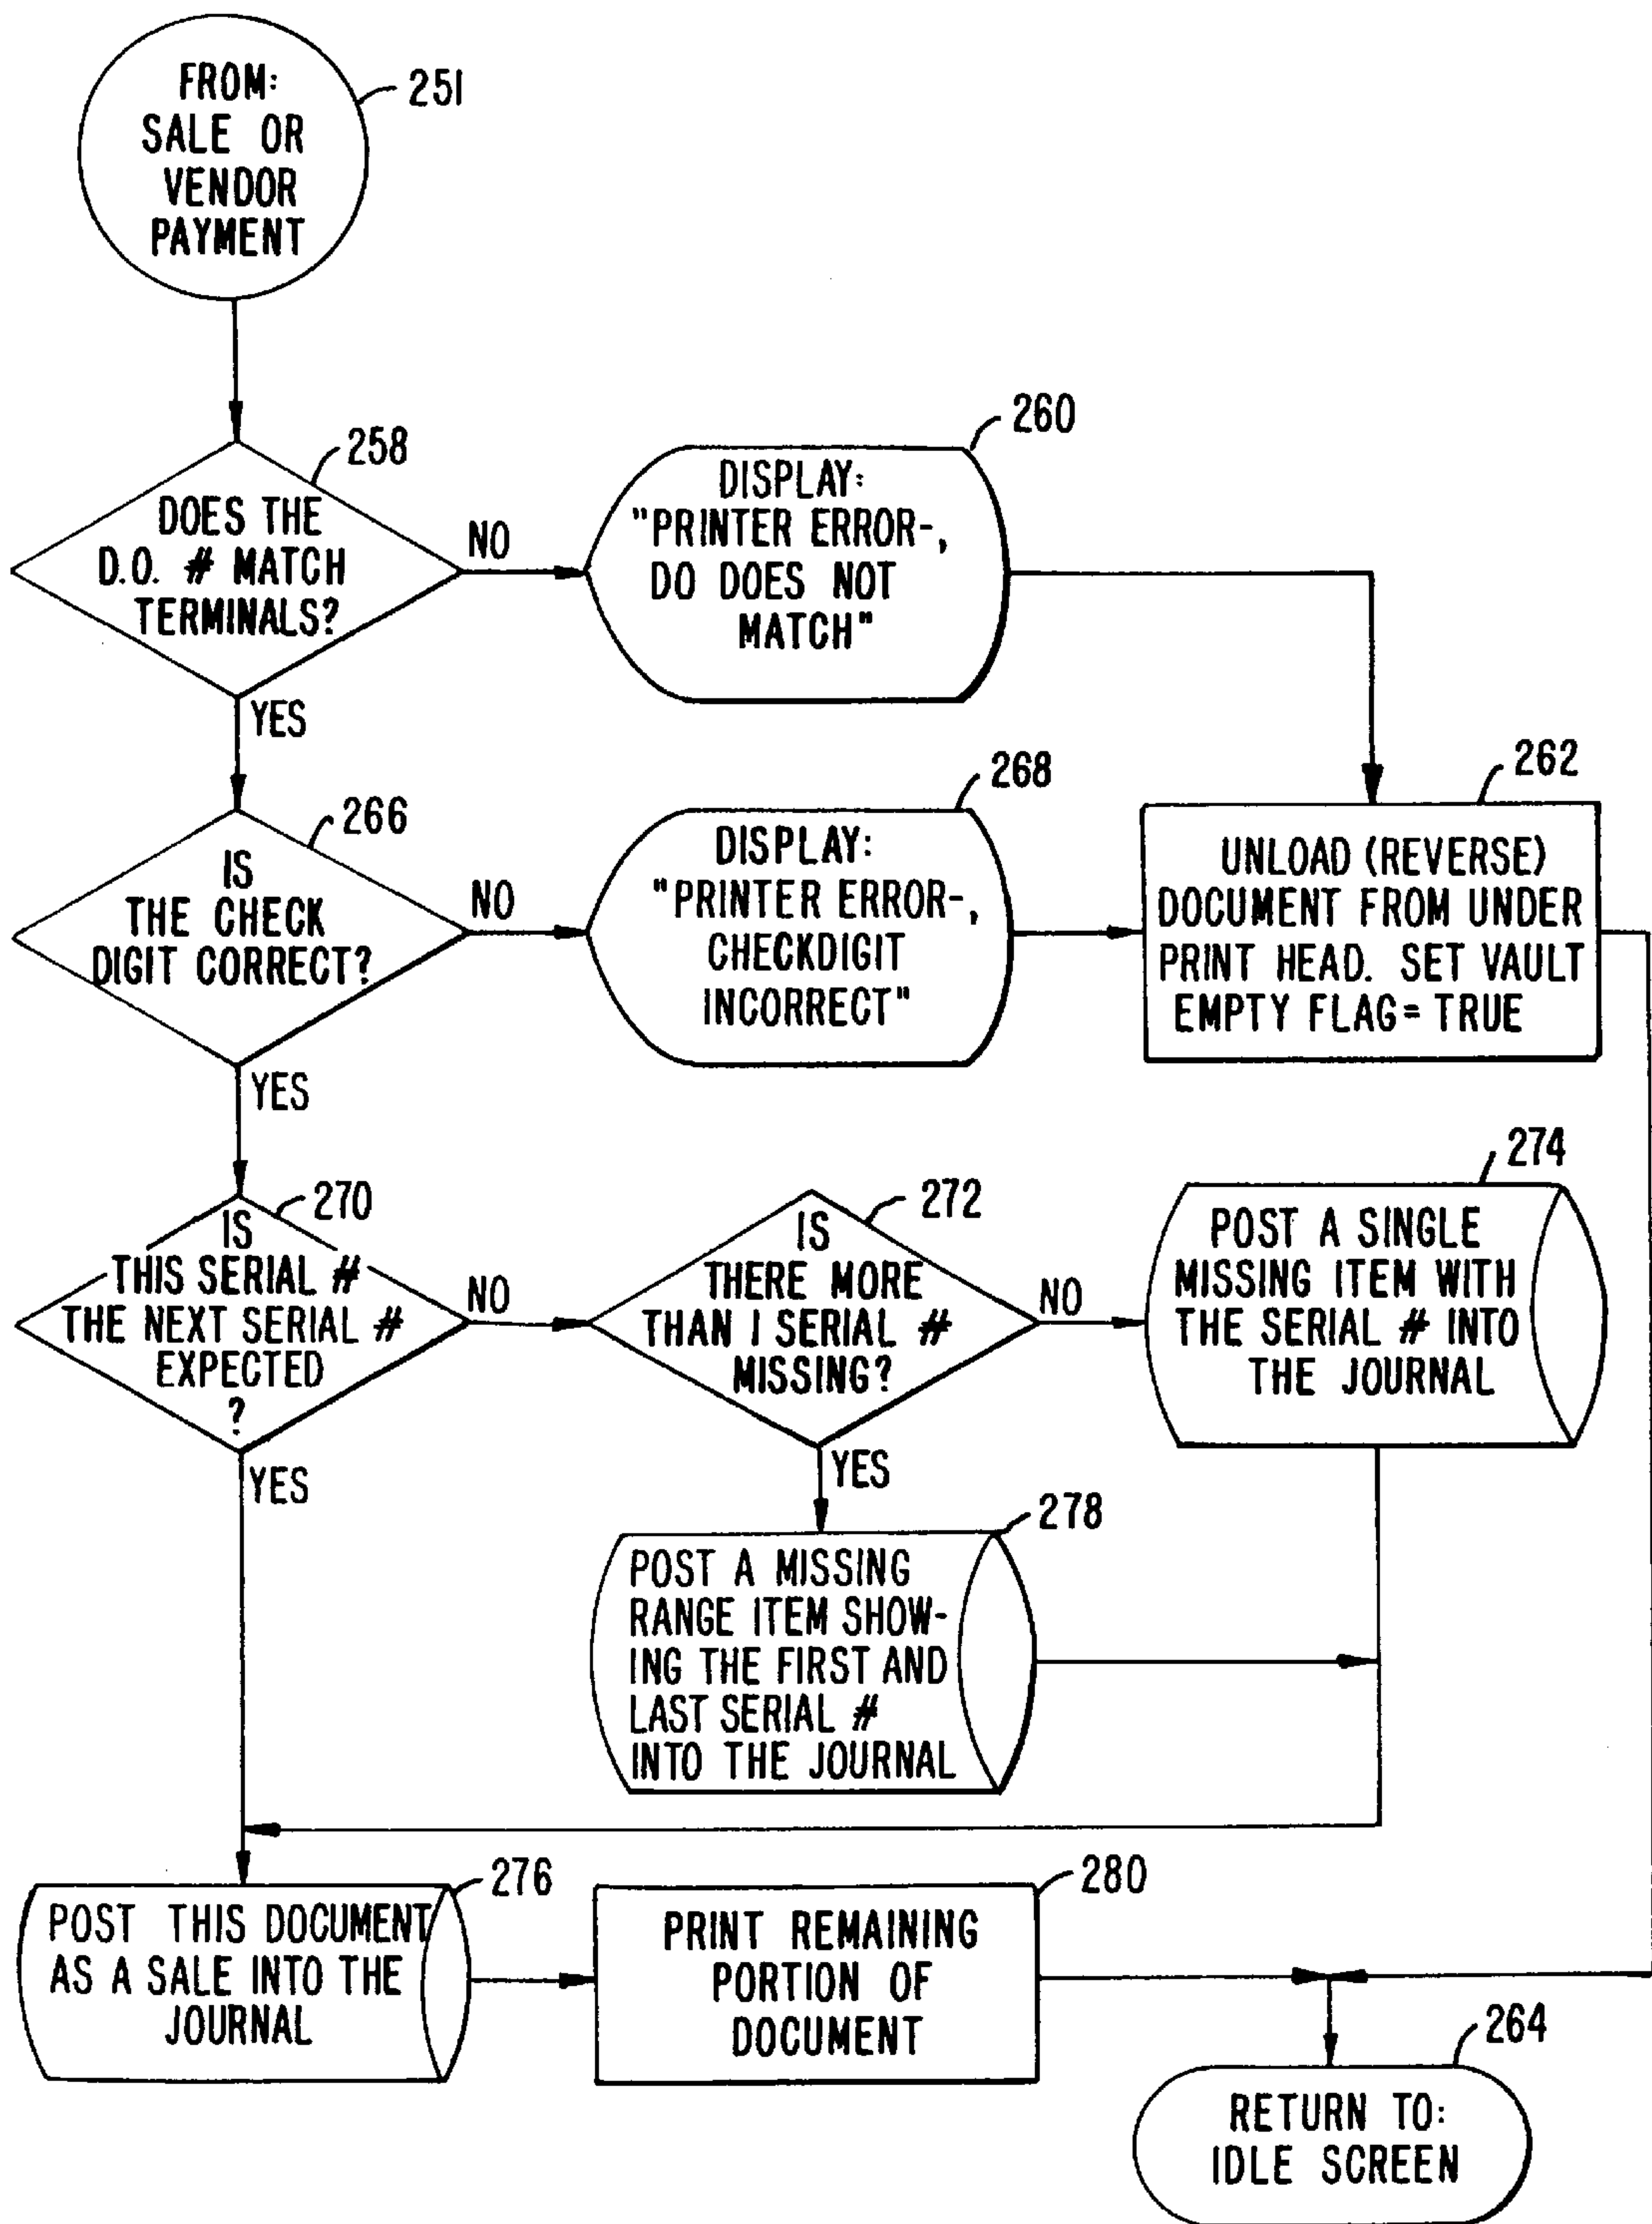 FROM:
SALE OR
VENDOR
PAYMENT
251
258
DOES THE
D.O. # MATCH
TERMINALS?
NO
YES
260
DISPLAY:
"PRINTER ERROR-,
DO DOES NOT
MATCH"
262
UNLOAD (REVERSE)
DOCUMENT FROM UNDER
PRINT HEAD. SET VAULT
EMPTY FLAG = TRUE
266
IS
THE CHECK
DIGIT CORRECT?
NO
YES
268
DISPLAY:
"PRINTER ERROR-,
CHECKDIGIT
INCORRECT"
270
IS
THIS SERIAL #
THE NEXT SERIAL #
EXPECTED
?
NO
YES
272
IS
THERE MORE
THAN 1 SERIAL #
MISSING?
NO
YES
274
POST A SINGLE
MISSING ITEM WITH
THE SERIAL # INTO
THE JOURNAL
278
POST A MISSING
RANGE ITEM SHOW-
ING THE FIRST AND
LAST SERIAL #
INTO THE JOURNAL
276
POST THIS DOCUMENT
AS A SALE INTO THE
JOURNAL
280
PRINT REMAINING
PORTION OF
DOCUMENT
264
RETURN TO:
IDLE SCREEN